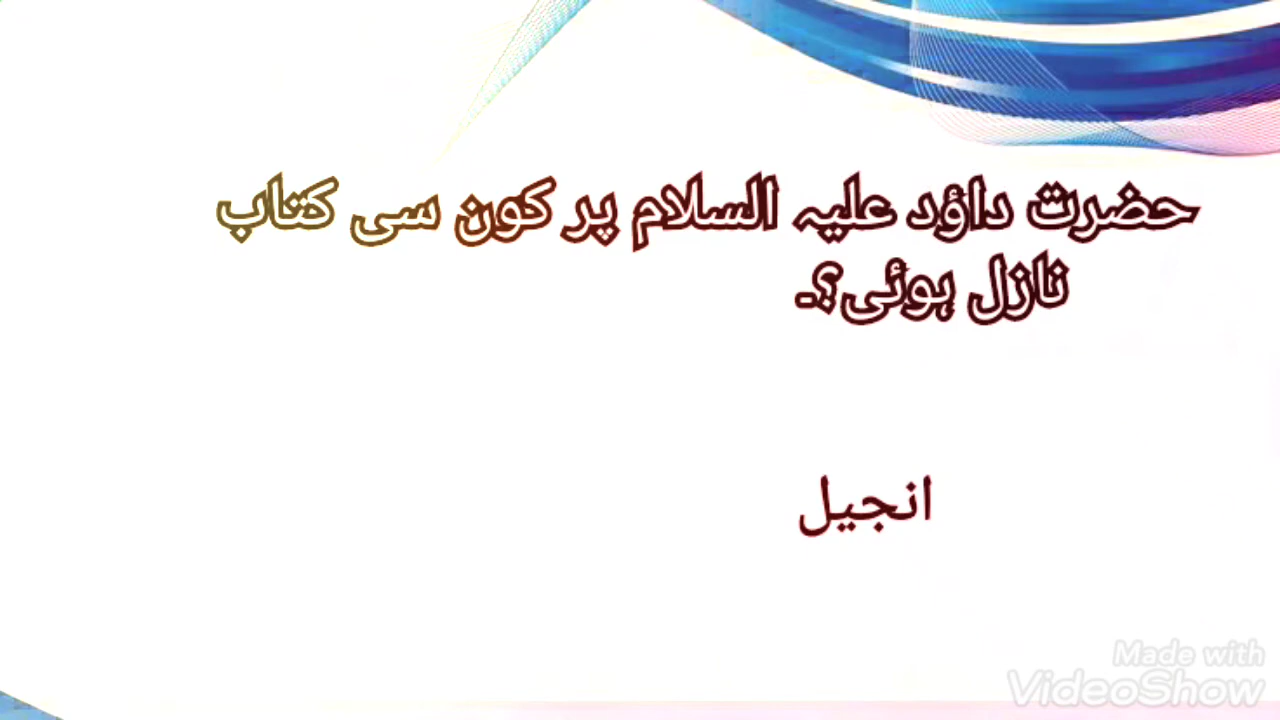 حضرت داؤد علیہ السلام پر کون سی کتاب
نازل ہوئی؟۔
انجیل
Made with
VideoShow